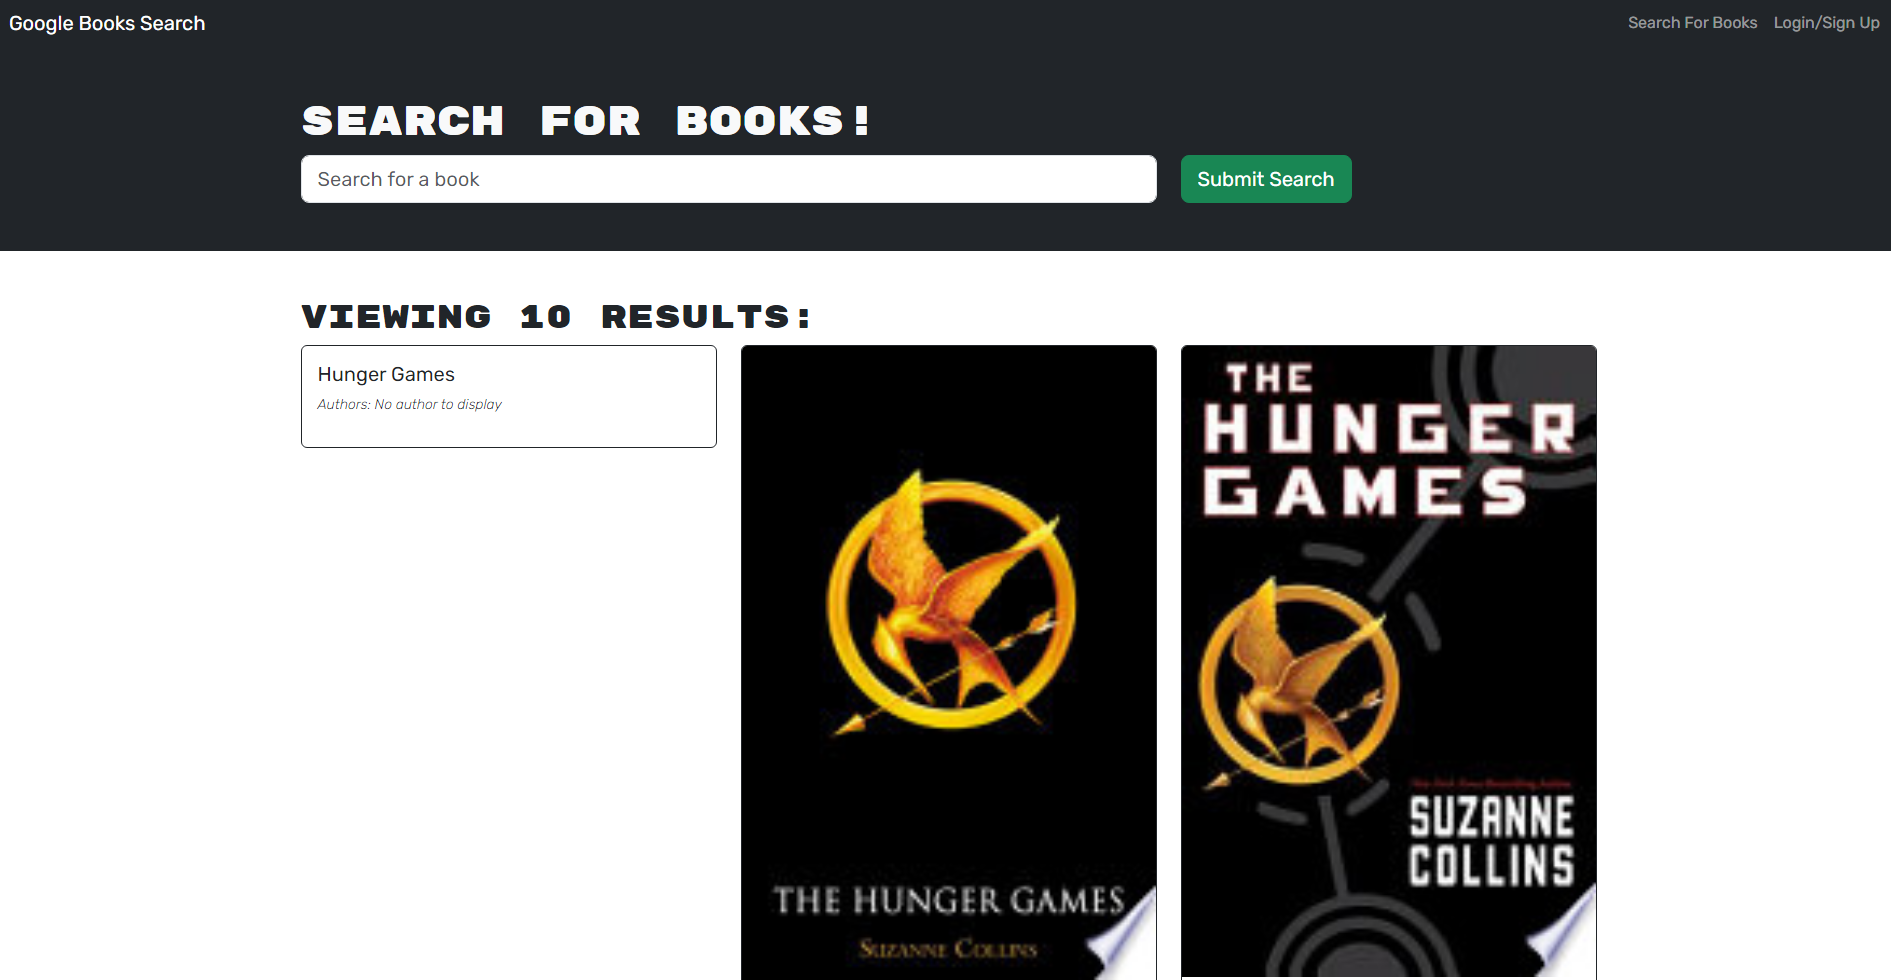 Google Books Search
Search For Books
Login/Sign Up
SEARCH FOR BOOKS!
Search for a book
Submit Search
VIEWING 10 RESULTS:
Hunger Games
Authors: No author to display
THE HUNGER GAMES
SUZANNE COLLINS
THE
HUNGER
GAMES
SUZANNE
COLLINS